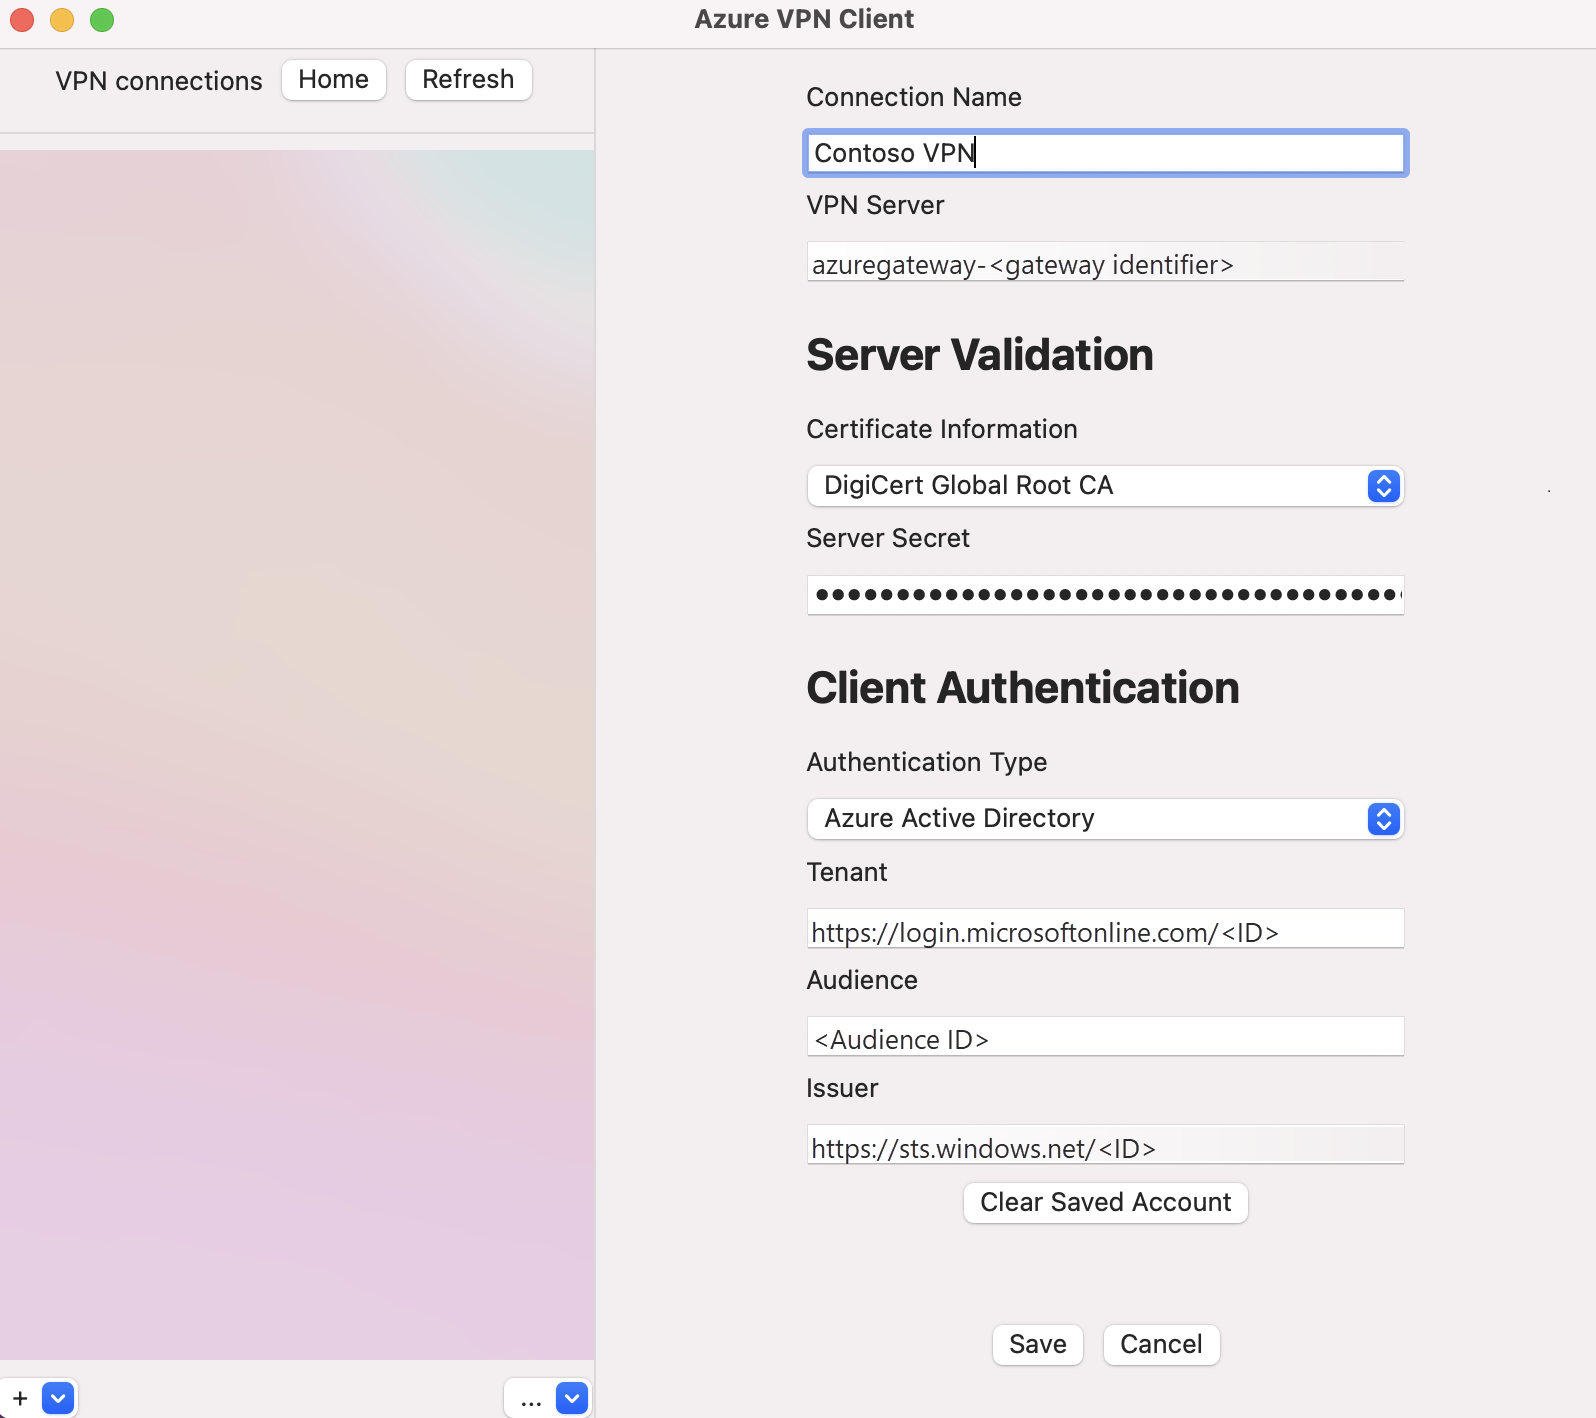 Azure VPN Client
VPN connections
Home
Refresh
Connection Name
Contoso VPN
VPN Server
azuregateway-<gateway identifier>
Server Validation
Certificate Information
DigiCert Global Root CA
Server Secret
••••••••••••••••••••••••••••••••••••
Client Authentication
Authentication Type
Azure Active Directory
Tenant
https://login.microsoftonline.com/<ID>
Audience
<Audience ID>
Issuer
https://sts.windows.net/<ID>
Clear Saved Account
Save
Cancel
+
...